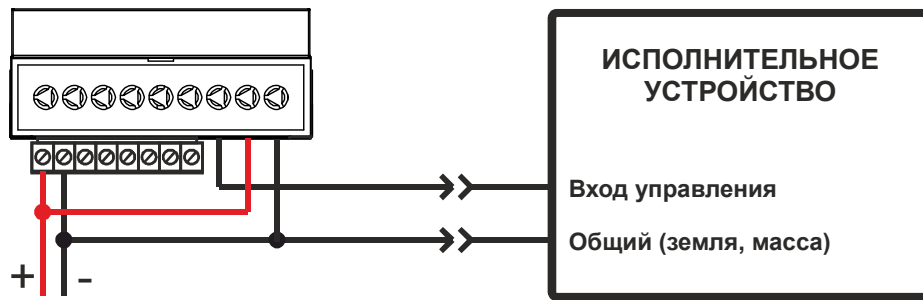 ИСПОЛНИТЕЛЬНОЕ
УСТРОЙСТВО
Вход управления
Общий (земля, масса)
+ -